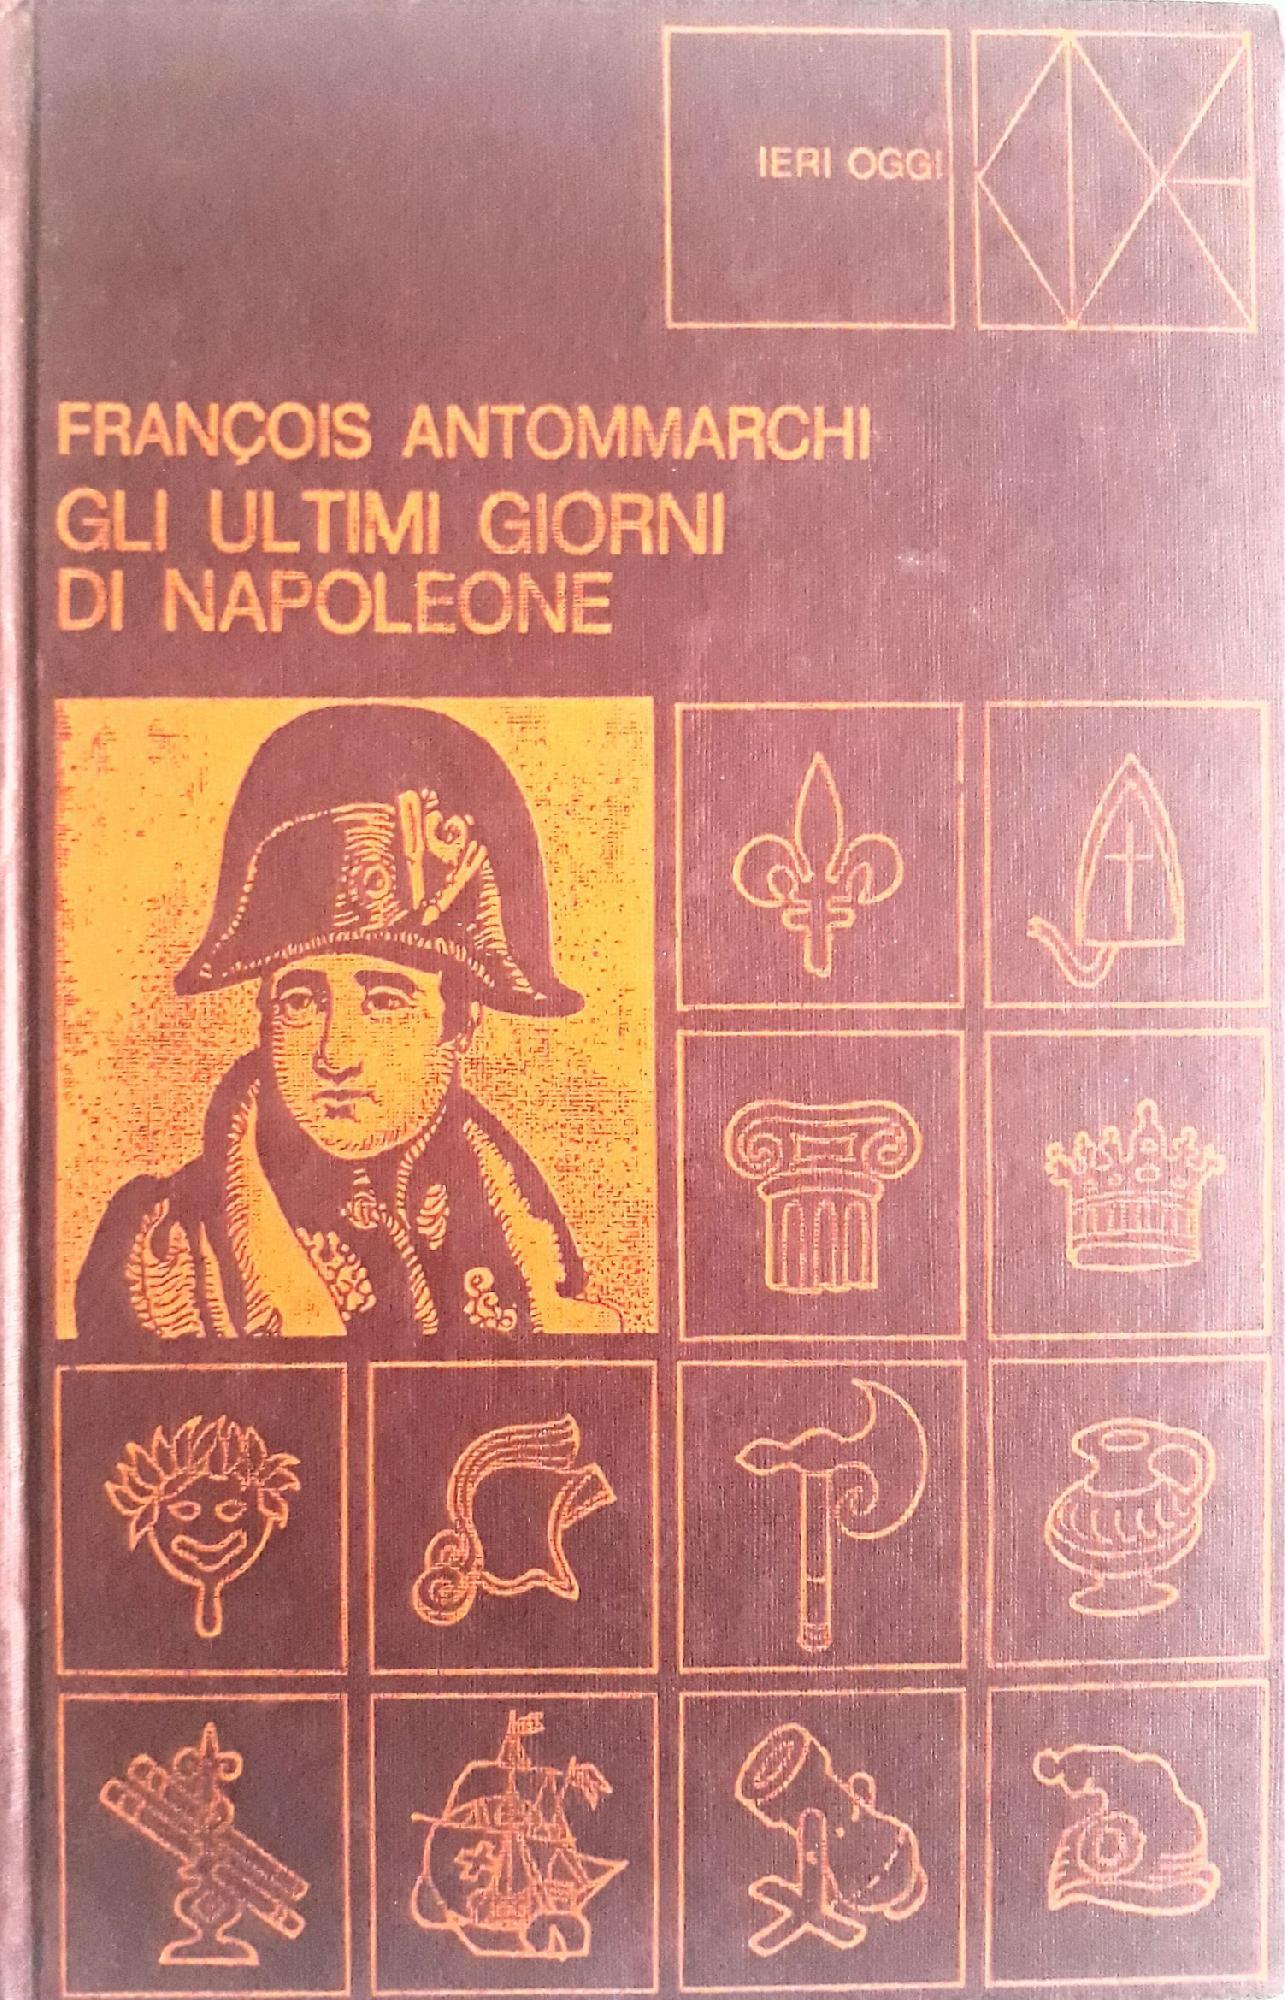 IERI OGGI
FRANÇOIS ANTOMMARCHI
GLI ULTIMI GIORNI
DI NAPOLEONE